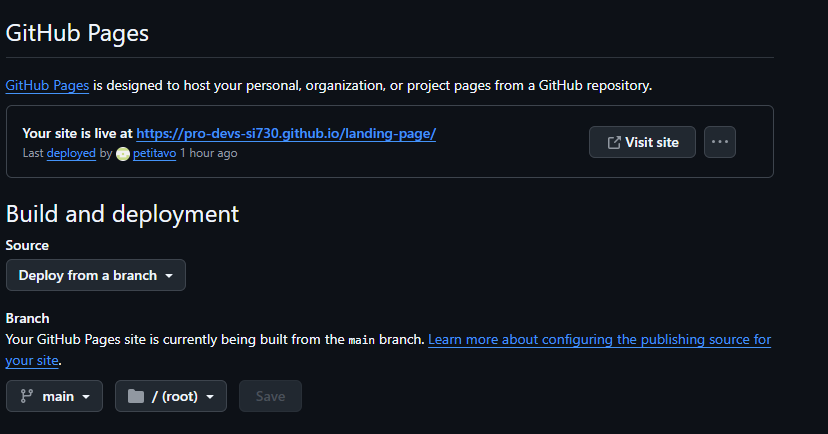 GitHub Pages
GitHub Pages is designed to host your personal, organization, or project pages from a GitHub repository.
Your site is live at https://pro-devs-si730.github.io/landing-page/
Last deployed by petitavo 1 hour ago
Visit site
Build and deployment
Source
Deploy from a branch
Branch
Your GitHub Pages site is currently being built from the main branch. Learn more about configuring the publishing source for
your site.
main
/ (root)
Save